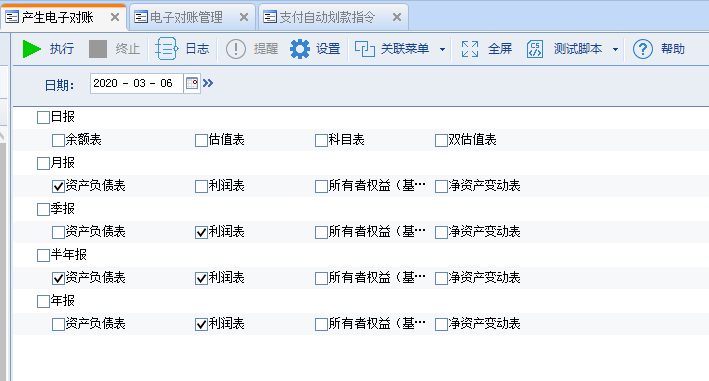 产生电子对账 电子对账管理 支付自动划款指令
执行 终止 日志 提醒 设置 关联菜单 全屏 测试脚本 帮助
日期: 2020 - 03 - 06
日报
余额表 估值表 科目表 双估值表
月报
资产负债表 利润表 所有者权益（基… 净资产变动表
季报
资产负债表 利润表 所有者权益（基… 净资产变动表
半年报
资产负债表 利润表 所有者权益（基… 净资产变动表
年报
资产负债表 利润表 所有者权益（基… 净资产变动表